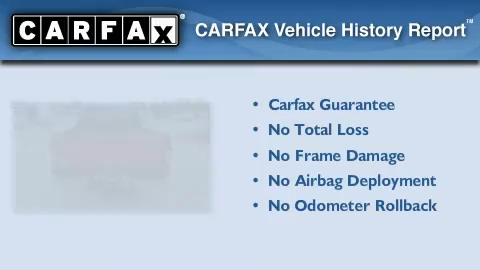 CARFAX® CARFAX Vehicle History Report™
• Carfax Guarantee
• No Total Loss
• No Frame Damage
• No Airbag Deployment
• No Odometer Rollback